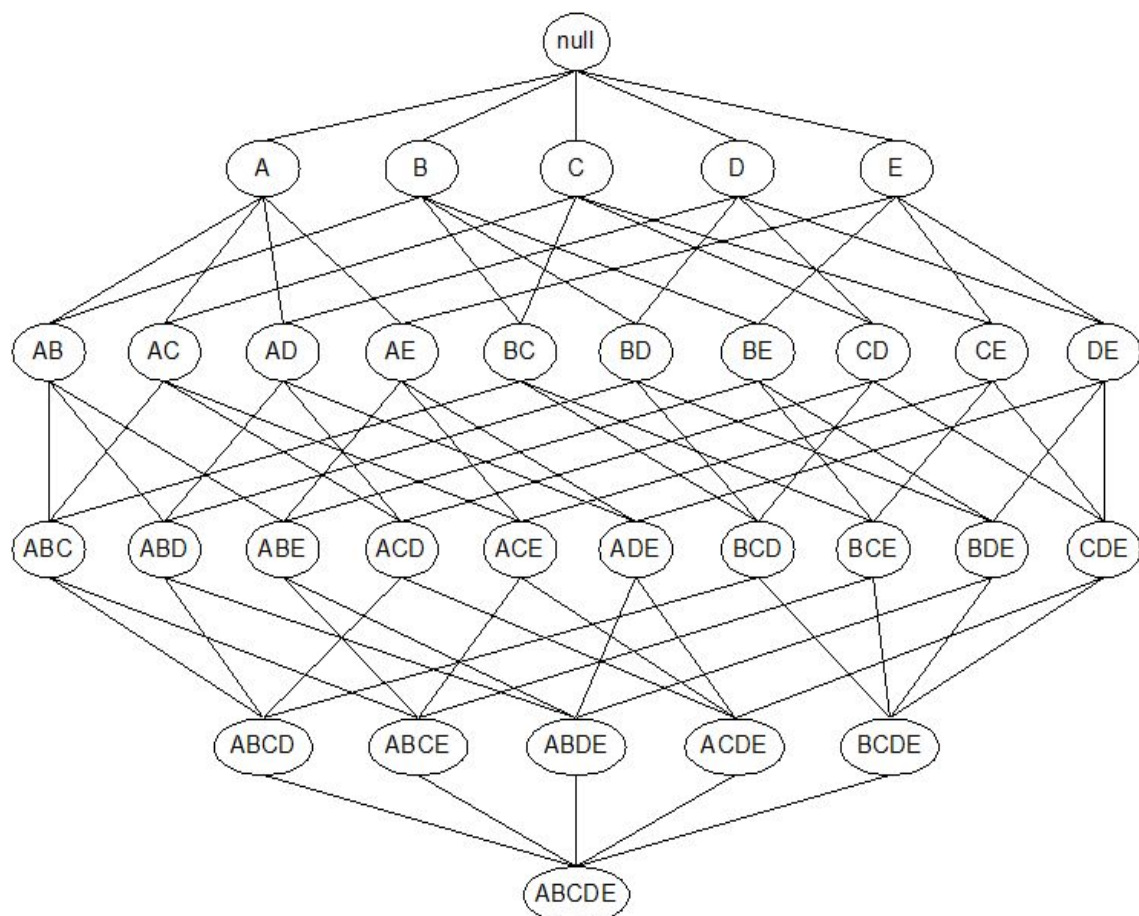 null
A B C D E
AB AC AD AE BC BD BE CD CE DE
ABC ABD ABE ACD ACE ADE BCD BCE BDE CDE
ABCD ABCE ABDE ACDE BCDE
ABCDE